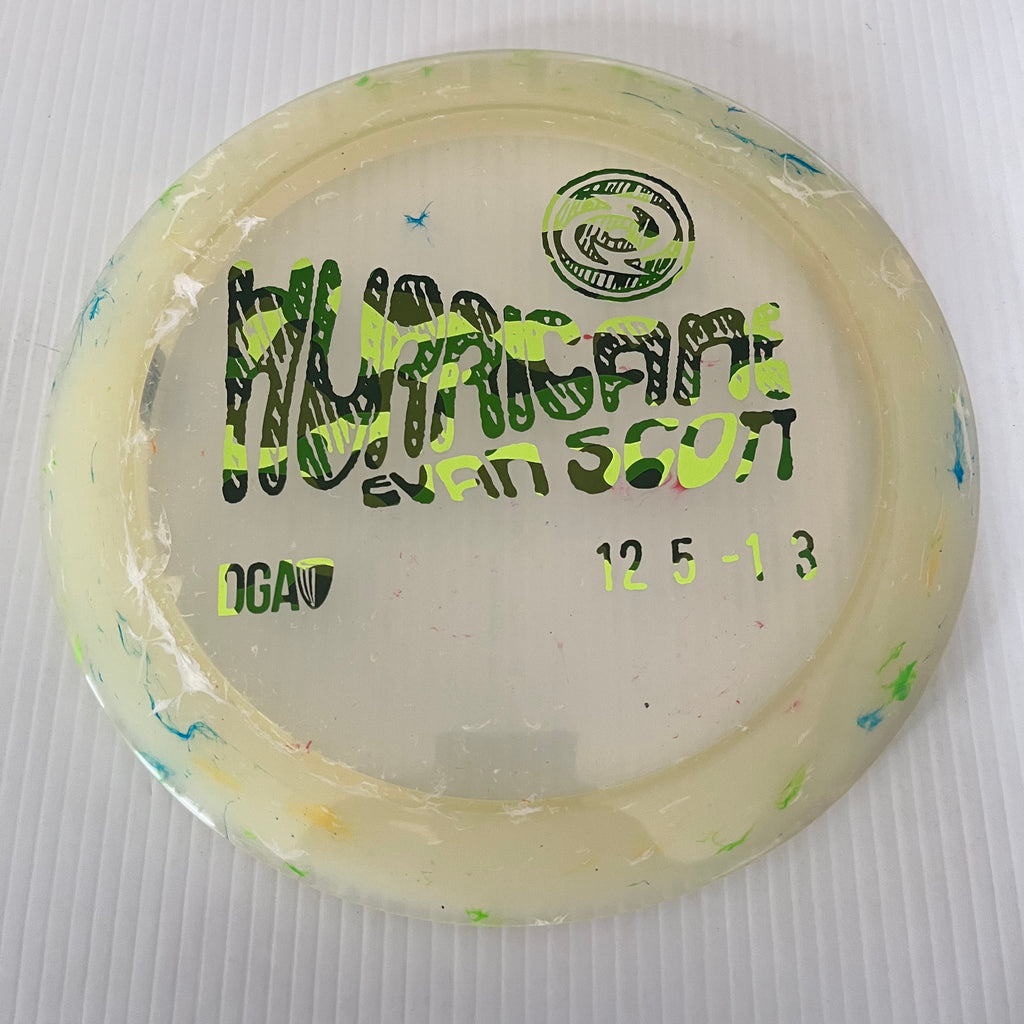 HURRICANE
EVAN SCOTT
DGA
12 5 -1 3